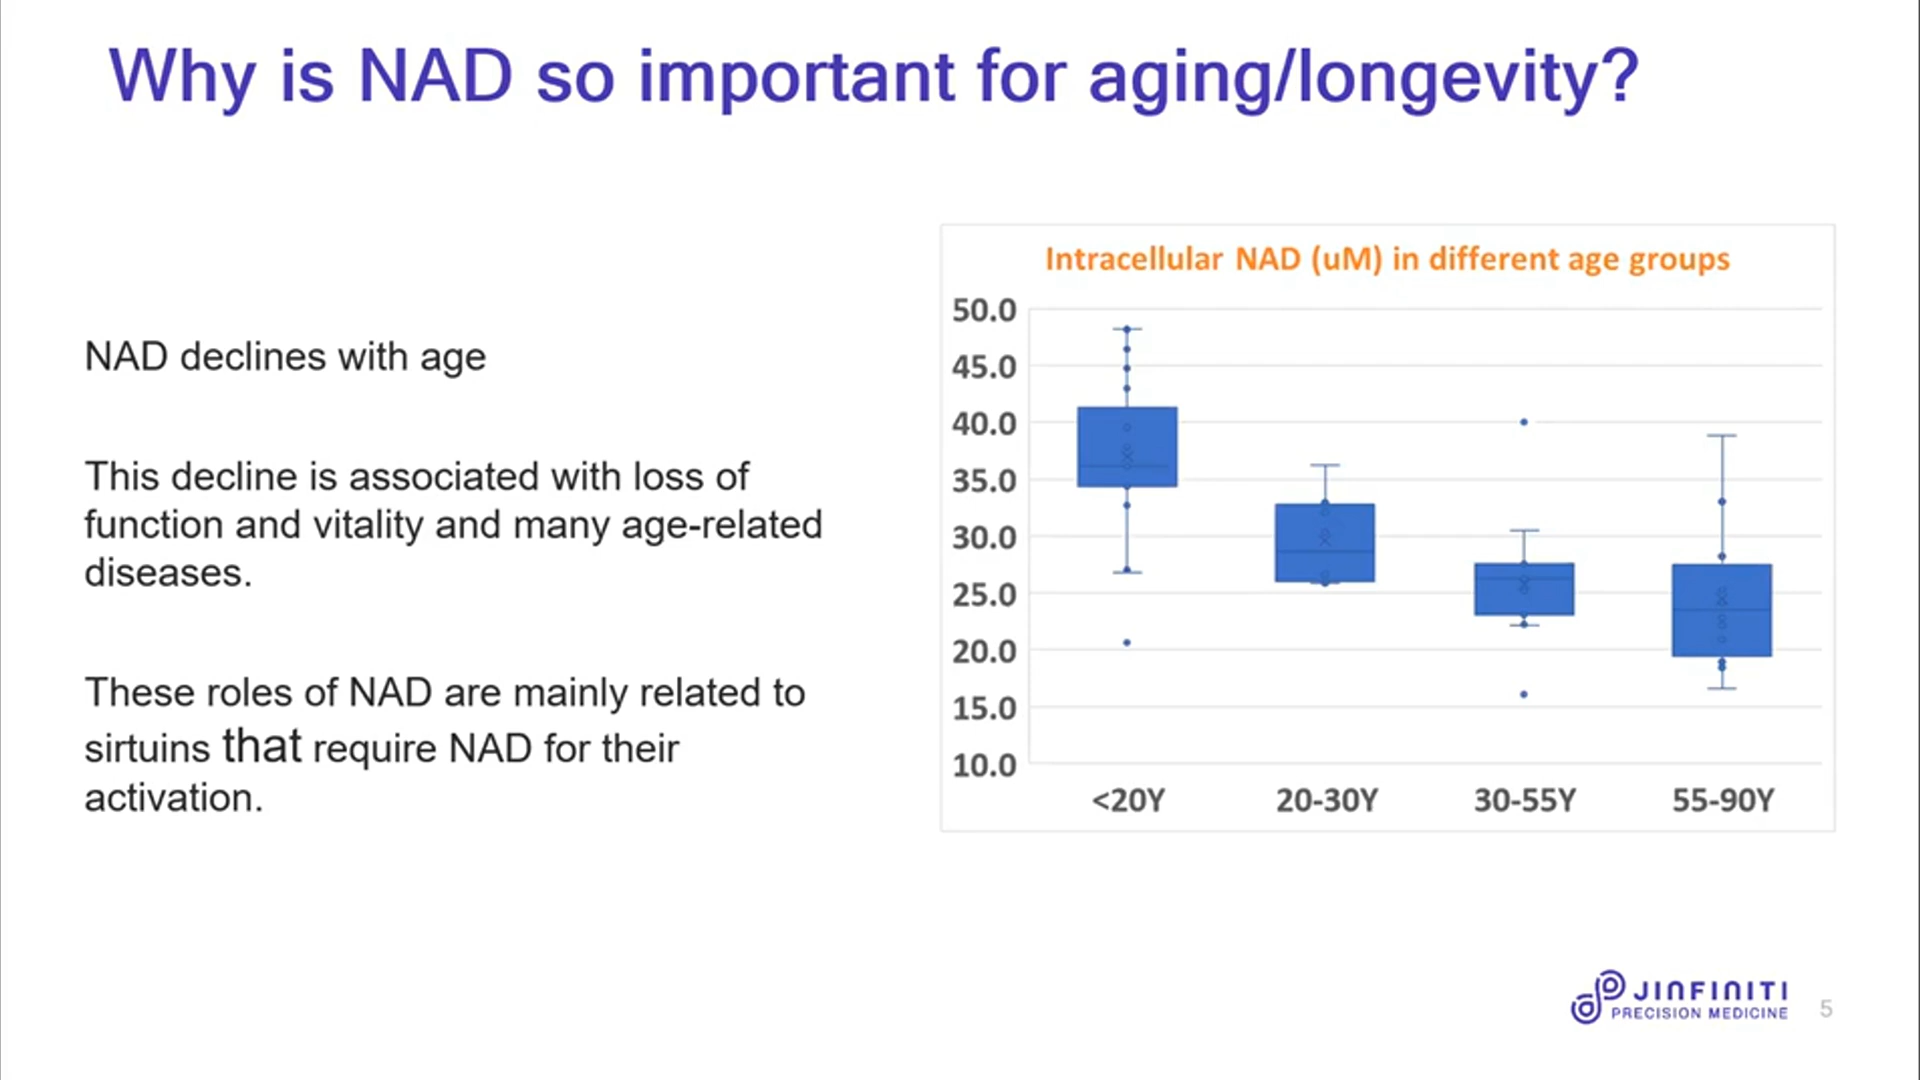 Why is NAD so important for aging/longevity?
NAD declines with age
This decline is associated with loss of
function and vitality and many age-related
diseases.
These roles of NAD are mainly related to
sirtuins that require NAD for their
activation.
Intracellular NAD (uM) in different age groups
50.0
45.0
40.0
35.0
30.0
25.0
20.0
15.0
10.0
<20Y 20-30Y 30-55Y 55-90Y
JINFINITI
PRECISION MEDICINE
5